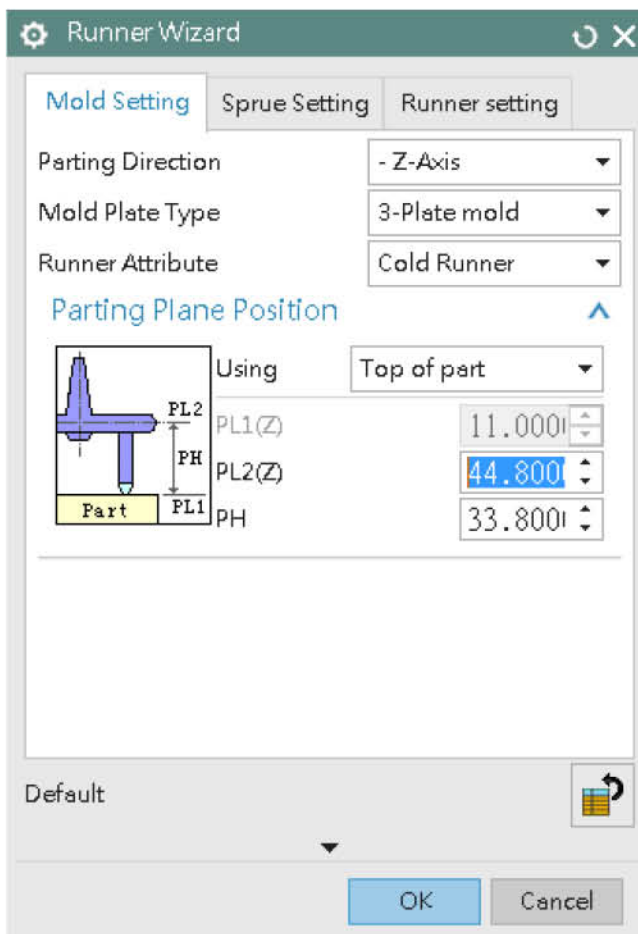 Runner Wizard
Mold Setting Sprue Setting Runner setting
Parting Direction - Z-Axis
Mold Plate Type 3-Plate mold
Runner Attribute Cold Runner
Parting Plane Position
Using Top of part
PL2
PH
Part PL1
PL1(Z) 11.000
PL2(Z) 44.800
PH 33.800
Default
OK Cancel